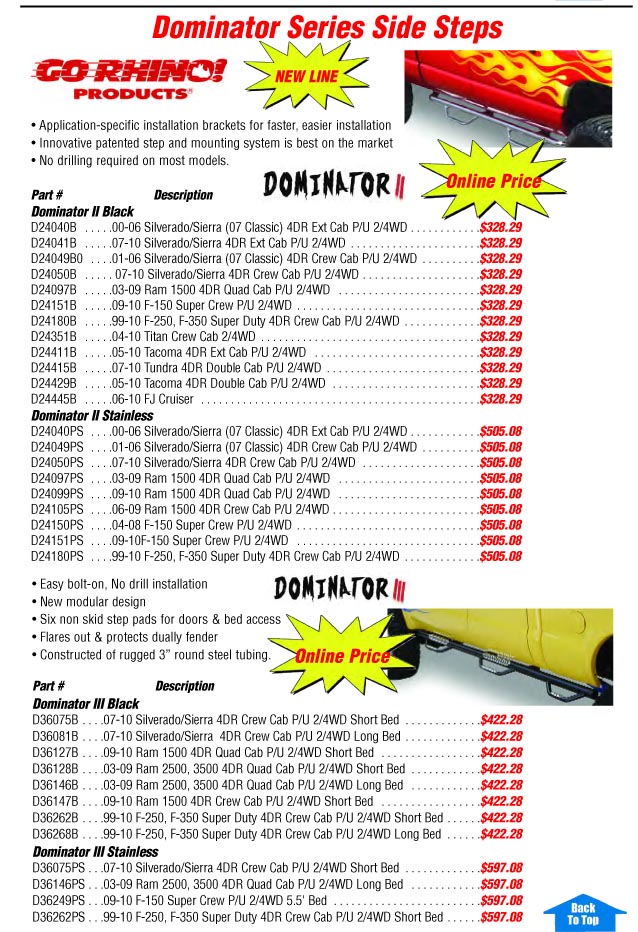 Dominator Series Side Steps
GO RHINO!
PRODUCTS®
NEW LINE
• Application-specific installation brackets for faster, easier installation
• Innovative patented step and mounting system is best on the market
• No drilling required on most models.
DOMINATOR II
Online Price
Part # Description
Dominator II Black
D24040B . . . . .00-06 Silverado/Sierra (07 Classic) 4DR Ext Cab P/U 2/4WD . . . . . . . . . . . .$328.29
D24041B . . . . .07-10 Silverado/Sierra 4DR Ext Cab P/U 2/4WD . . . . . . . . . . . . . . . . . . . . . .$328.29
D24049B0 . . . .01-06 Silverado/Sierra (07 Classic) 4DR Crew Cab P/U 2/4WD . . . . . . . . . .$328.29
D24050B . . . . . 07-10 Silverado/Sierra 4DR Crew Cab P/U 2/4WD . . . . . . . . . . . . . . . . . . . .$328.29
D24097B . . . . .03-09 Ram 1500 4DR Quad Cab P/U 2/4WD . . . . . . . . . . . . . . . . . . . . . . . .$328.29
D24151B . . . . .09-10 F-150 Super Crew P/U 2/4WD . . . . . . . . . . . . . . . . . . . . . . . . . . . . . .$328.29
D24180B . . . . .99-10 F-250, F-350 Super Duty 4DR Crew Cab P/U 2/4WD . . . . . . . . . . . . .$328.29
D24351B . . . . .04-10 Titan Crew Cab 2/4WD . . . . . . . . . . . . . . . . . . . . . . . . . . . . . . . . . . .$328.29
D24411B . . . . .05-10 Tacoma 4DR Ext Cab P/U 2/4WD . . . . . . . . . . . . . . . . . . . . . . . . . . .$328.29
D24415B . . . . .07-10 Tundra 4DR Double Cab P/U 2/4WD . . . . . . . . . . . . . . . . . . . . . . . . .$328.29
D24429B . . . . .05-10 Tacoma 4DR Double Cab P/U 2/4WD . . . . . . . . . . . . . . . . . . . . . . . .$328.29
D24445B . . . . .06-10 FJ Cruiser . . . . . . . . . . . . . . . . . . . . . . . . . . . . . . . . . . . . . . . . . . . .$328.29
Dominator II Stainless
D24040PS . . . .00-06 Silverado/Sierra (07 Classic) 4DR Ext Cab P/U 2/4WD . . . . . . . . . . . .$505.08
D24049PS . . . .01-06 Silverado/Sierra (07 Classic) 4DR Crew Cab P/U 2/4WD . . . . . . . . . .$505.08
D24050PS . . . .07-10 Silverado/Sierra 4DR Crew Cab P/U 2/4WD . . . . . . . . . . . . . . . . . . . .$505.08
D24097PS . . . .03-09 Ram 1500 4DR Quad Cab P/U 2/4WD . . . . . . . . . . . . . . . . . . . . . . . .$505.08
D24099PS . . . .09-10 Ram 1500 4DR Quad Cab P/U 2/4WD . . . . . . . . . . . . . . . . . . . . . . . .$505.08
D24105PS . . . .06-09 Ram 1500 4DR Crew Cab P/U 2/4WD . . . . . . . . . . . . . . . . . . . . . . . .$505.08
D24150PS . . . .04-08 F-150 Super Crew P/U 2/4WD . . . . . . . . . . . . . . . . . . . . . . . . . . . . . .$505.08
D24151PS . . . .09-10F-150 Super Crew P/U 2/4WD . . . . . . . . . . . . . . . . . . . . . . . . . . . . . .$505.08
D24180PS . . . .99-10 F-250, F-350 Super Duty 4DR Crew Cab P/U 2/4WD . . . . . . . . . . . . .$505.08
DOMINATOR III
• Easy bolt-on, No drill installation
• New modular design
• Six non skid step pads for doors & bed access
• Flares out & protects dually fender
• Constructed of rugged 3” round steel tubing.
Online Price
Part # Description
Dominator III Black
D36075B . . . .07-10 Silverado/Sierra 4DR Crew Cab P/U 2/4WD Short Bed . . . . . . . . . . . . .$422.28
D36081B . . . .07-10 Silverado/Sierra 4DR Crew Cab P/U 2/4WD Long Bed . . . . . . . . . . . . .$422.28
D36127B . . . .09-10 Ram 1500 4DR Quad Cab P/U 2/4WD Short Bed . . . . . . . . . . . . . . . . .$422.28
D36128B . . . .03-09 Ram 2500, 3500 4DR Quad Cab P/U 2/4WD Short Bed . . . . . . . . . . . .$422.28
D36146B . . . .03-09 Ram 2500, 3500 4DR Quad Cab P/U 2/4WD Long Bed . . . . . . . . . . . .$422.28
D36147B . . . .09-10 Ram 1500 4DR Crew Cab P/U 2/4WD Short Bed . . . . . . . . . . . . . . . . .$422.28
D36262B . . . .99-10 F-250, F-350 Super Duty 4DR Crew Cab P/U 2/4WD Short Bed . . . . . .$422.28
D36268B . . . .99-10 F-250, F-350 Super Duty 4DR Crew Cab P/U 2/4WD Long Bed . . . . . .$422.28
Dominator III Stainless
D36075PS . . .07-10 Silverado/Sierra 4DR Crew Cab P/U 2/4WD Short Bed . . . . . . . . . . . . .$597.08
D36146PS . . .03-09 Ram 2500, 3500 4DR Quad Cab P/U 2/4WD Long Bed . . . . . . . . . . . .$597.08
D36249PS . . .09-10 F-150 Super Crew P/U 2/4WD 5.5' Bed . . . . . . . . . . . . . . . . . . . . . . . .$597.08
D36262PS . . .99-10 F-250, F-350 Super Duty 4DR Crew Cab P/U 2/4WD Short Bed . . . . . .$597.08
Back
To Top